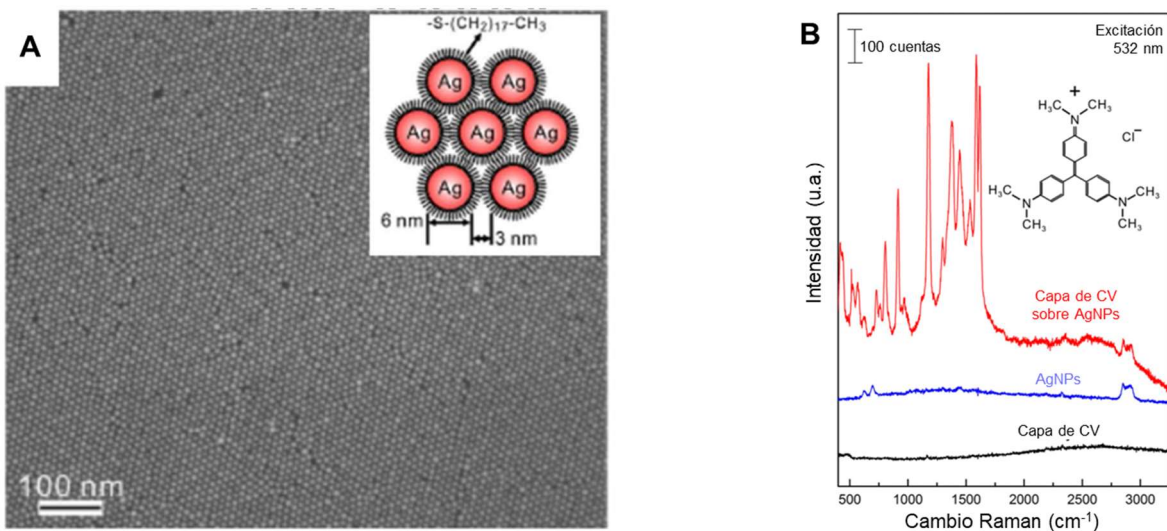 A
-S-(CH₂)₁₇-CH₃
Ag
Ag
Ag
Ag
Ag
Ag
Ag
6 nm
3 nm
100 nm
B
100 cuentas
Excitación
532 nm
+
H₃C
N
CH₃
Cl⁻
H₃C
N
CH₃
N
CH₃
CH₃
Capa de CV
sobre AgNPs
AgNPs
Capa de CV
Intensidad (u.a.)
500 1000 1500 2000 2500 3000
Cambio Raman (cm⁻¹)